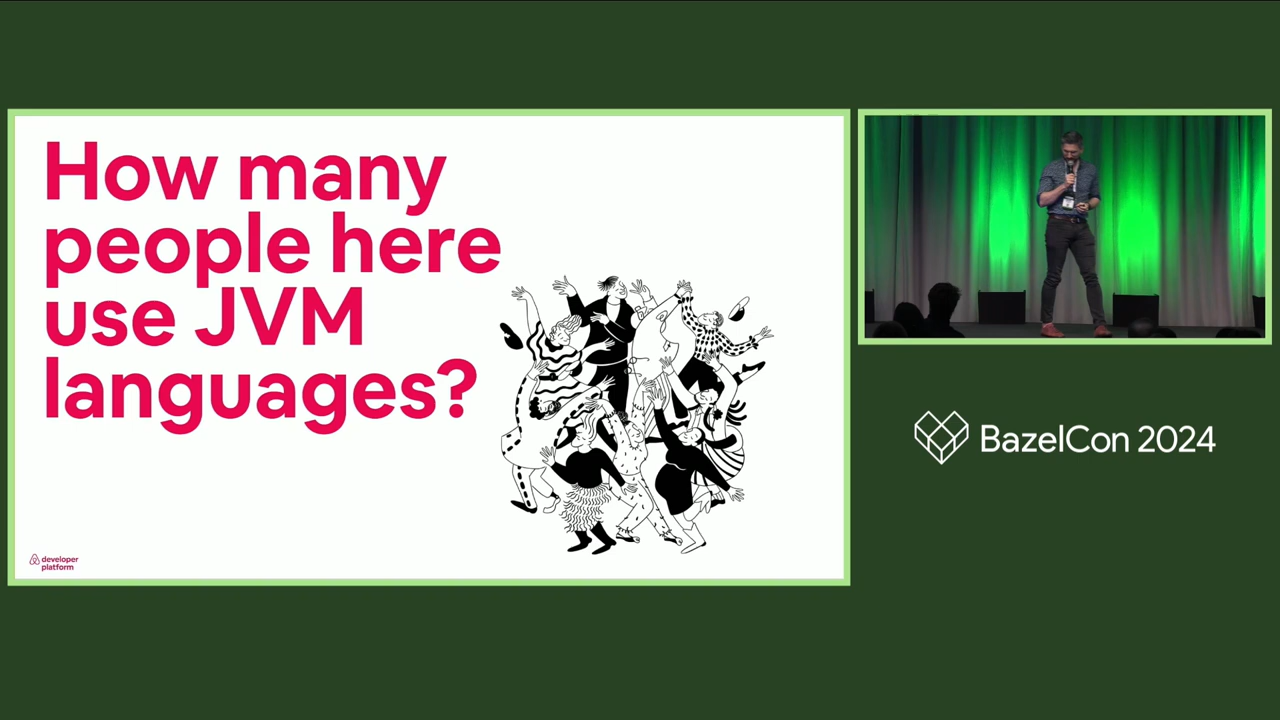 How many
people here
use JVM
languages?
developer
platform
BazelCon 2024